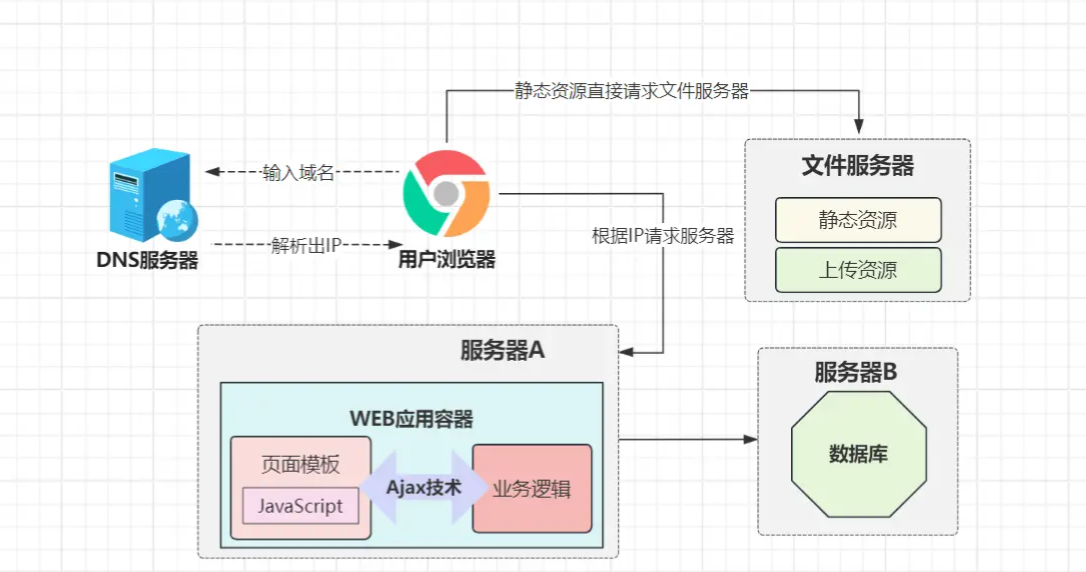 静态资源直接请求文件服务器
输入域名
解析出IP
DNS服务器
用户浏览器
根据IP请求服务器
文件服务器
静态资源
上传资源
服务器A
WEB应用容器
页面模板
JavaScript
Ajax技术
业务逻辑
服务器B
数据库